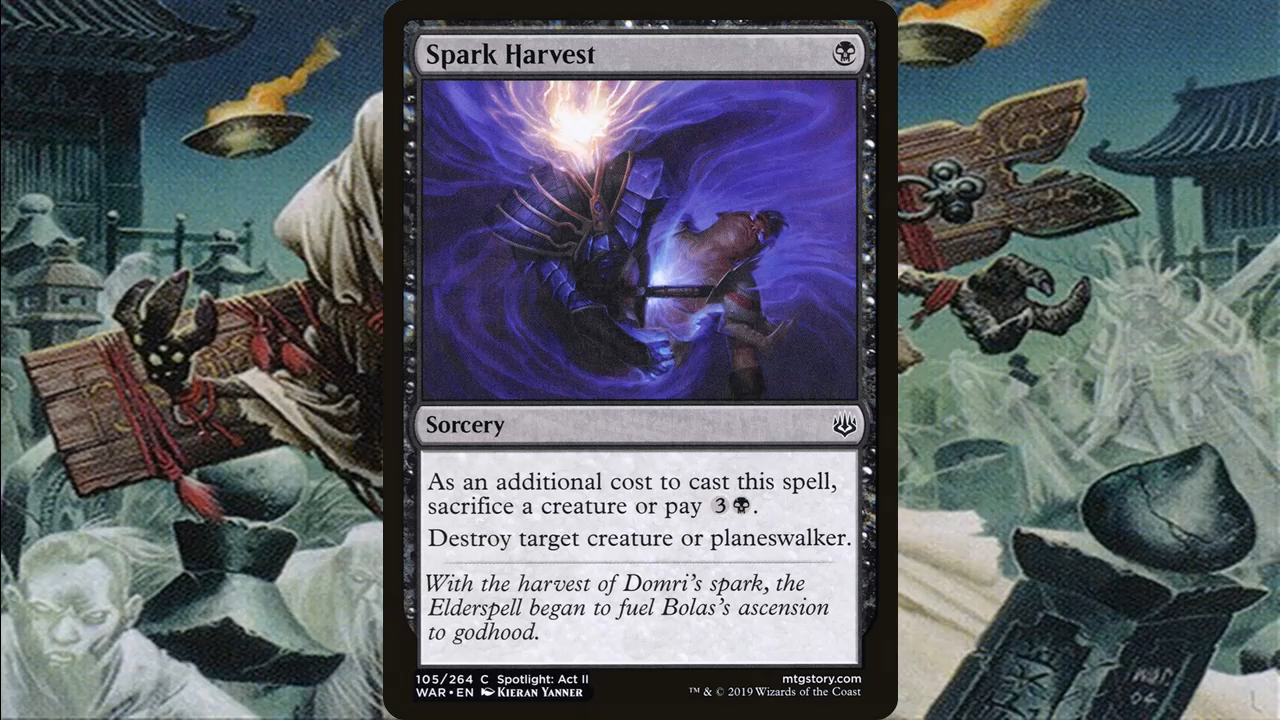 Spark Harvest
Sorcery
As an additional cost to cast this spell,
sacrifice a creature or pay 3.
Destroy target creature or planeswalker.
With the harvest of Domri's spark, the
Elderspell began to fuel Bolas's ascension
to godhood.
105/264 C Spotlight: Act II
mtgstory.com
WAR • EN KIERAN YANNER
™ & © 2019 Wizards of the Coast